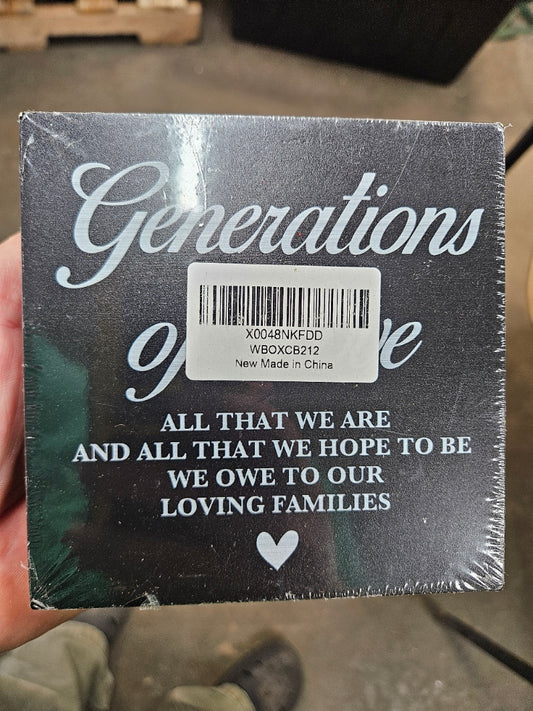 Generations
X0048NKFDD
WBOXCB212
New Made in China
ALL THAT WE ARE
AND ALL THAT WE HOPE TO BE
WE OWE TO OUR
LOVING FAMILIES